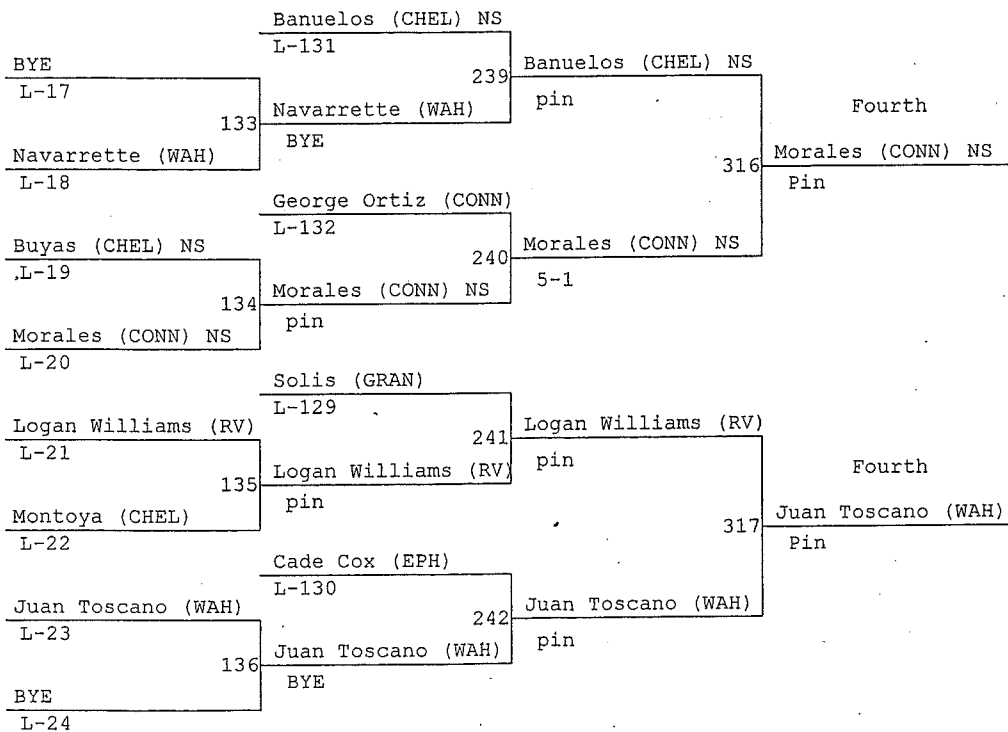 Banuelos (CHEL) NS
L-131
BYE
L-17
239
Banuelos (CHEL) NS
pin
133
Navarrette (WAH)
BYE
Fourth
Navarrette (WAH)
L-18
316
Morales (CONN) NS
Pin
George Ortiz (CONN)
L-132
Buyas (CHEL) NS
L-19
240
Morales (CONN) NS
5-1
134
Morales (CONN) NS
pin
Morales (CONN) NS
L-20
Solis (GRAN)
L-129
Logan Williams (RV)
L-21
241
Logan Williams (RV)
pin
135
Logan Williams (RV)
pin
Fourth
Montoya (CHEL)
L-22
317
Juan Toscano (WAH)
Pin
Cade Cox (EPH)
L-130
Juan Toscano (WAH)
L-23
242
Juan Toscano (WAH)
pin
136
Juan Toscano (WAH)
BYE
BYE
L-24